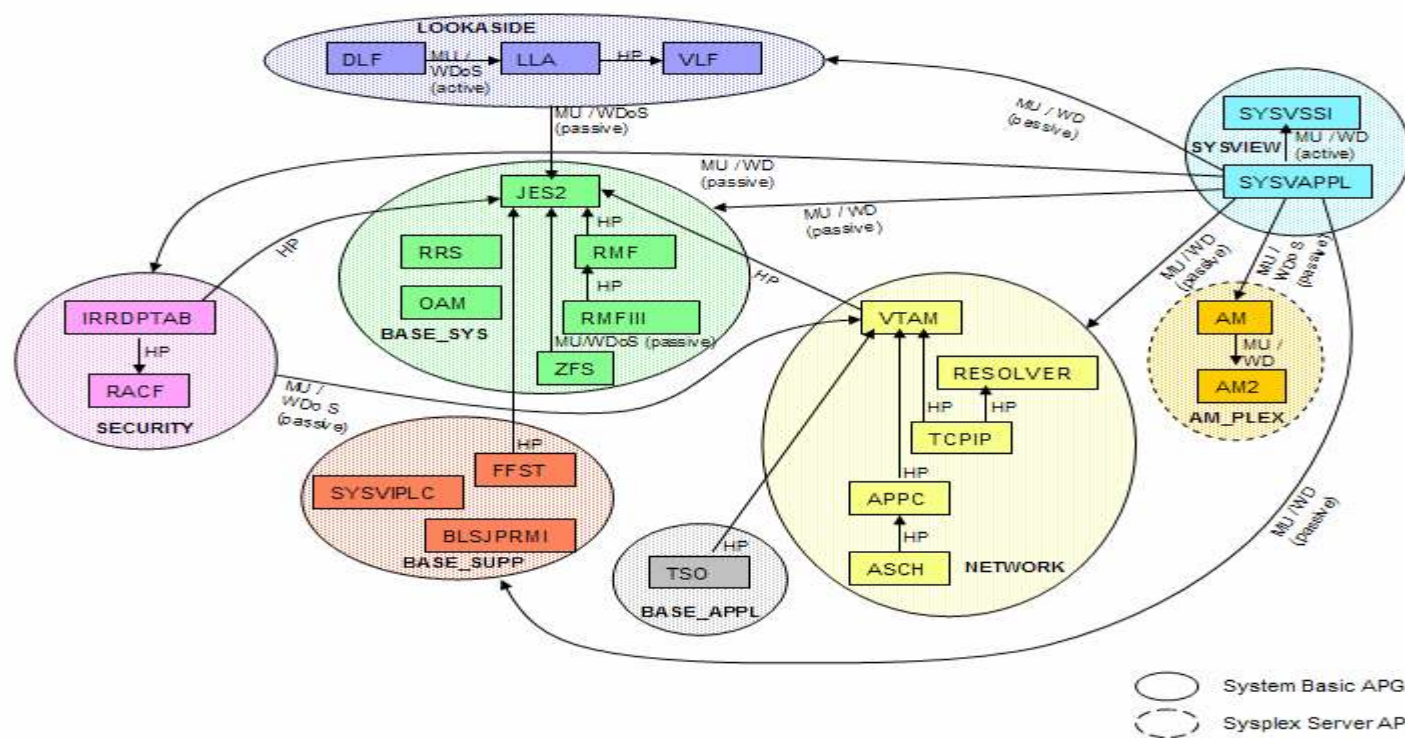 LOOKASIDE
DLF
MU /
WDoS
(active)
LLA
HP
VLF
MU / WDoS
(passive)
MU / WD
(passive)
SYSVSSI
SYSVIEW
MU / WD
(active)
SYSVAPPL
MU / WD
(passive)
MU / WD
(passive)
JES2
HP
RRS
RMF
HP
OAM
RMFIII
BASE_SYS
MU/WDoS (passive)
ZFS
HP
IRRDPTAB
HP
RACF
SECURITY
MU /
WDo S
(passive)
HP
VTAM
MU / WD
(passive)
MU /
WDo S
(passive)
AM
MU /
WD
AM2
AM_PLEX
RESOLVER
HP
HP
TCPIP
HP
APPC
HP
ASCH
NETWORK
HP
FFST
SYSVIPLC
BLSJPRMI
BASE_SUPP
HP
TSO
BASE_APPL
MU / WD
(passive)
System Basic APG
Sysplex Server AP